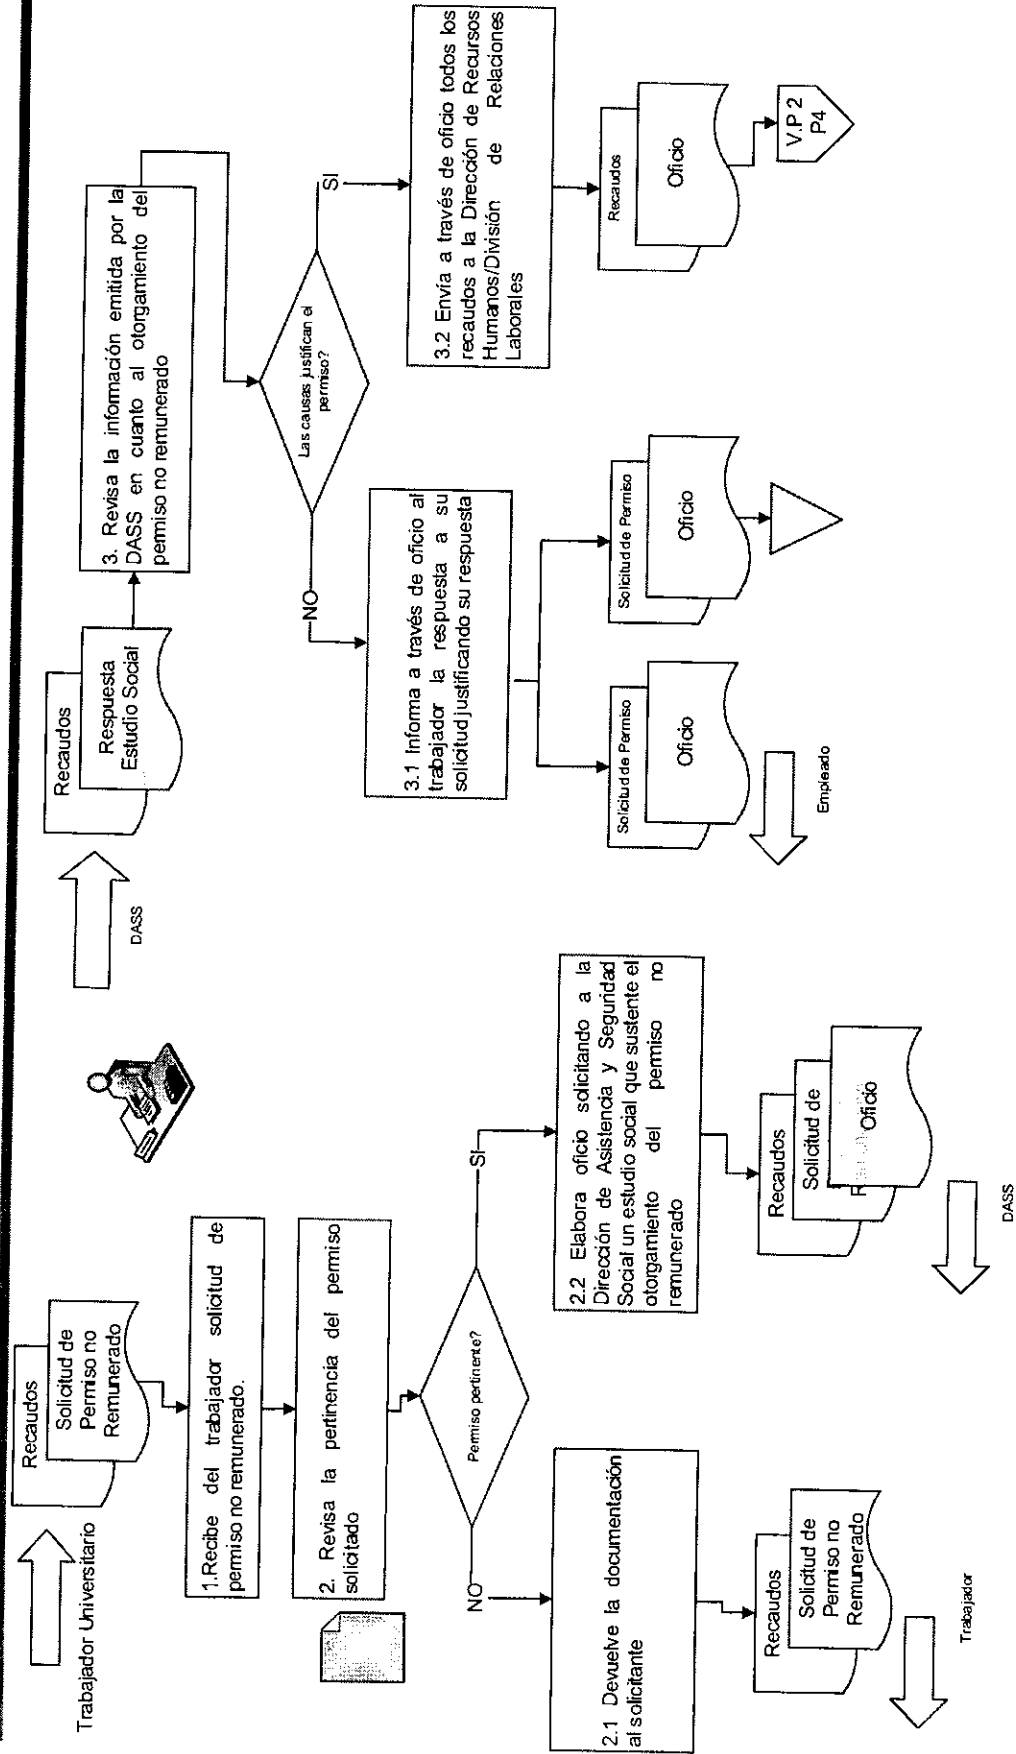 Trabajador Universitario
Recaudos
Solicitud de
Permiso no
Remunerado
1.Recibe del trabajador solicitud de
permiso no remunerado.
2. Revisa la pertinencia del permiso
solicitado
Permiso pertinente?
NO
SI
2.1 Devuelve la documentación
al solicitante
Recaudos
Solicitud de
Permiso no
Remunerado
Trabajador
2.2 Elabora oficio solicitando a la
Dirección de Asistencia y Seguridad
Social un estudio social que sustente el
otorgamiento del permiso no
remunerado
Recaudos
Solicitud de
Oficio
DASS
DASS
Recaudos
Respuesta
Estudio Social
3. Revisa la información emitida por la
DASS en cuanto al otorgamiento del
permiso no remunerado
Las causas justifican el
permiso?
NO
SI
3.1 Informa a través de oficio al
trabajador la respuesta a su
solicitud justificando su respuesta
Solicitud de Permiso
Oficio
Empleado
Solicitud de Permiso
Oficio
3.2 Envía a través de oficio todos los
recaudos a la Dirección de Recursos
Humanos/División de Relaciones
Laborales
Recaudos
Oficio
V.P 2
P4